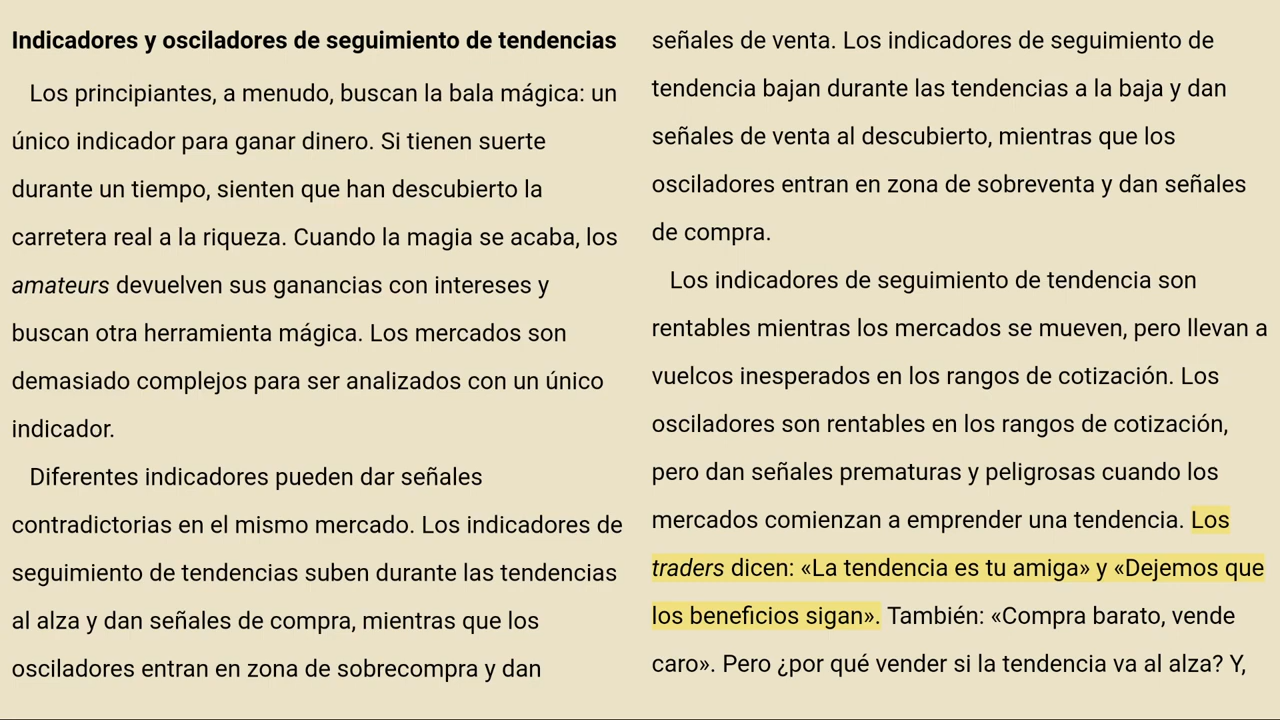 Indicadores y osciladores de seguimiento de tendencias
Los principiantes, a menudo, buscan la bala mágica: un
único indicador para ganar dinero. Si tienen suerte
durante un tiempo, sienten que han descubierto la
carretera real a la riqueza. Cuando la magia se acaba, los
amateurs devuelven sus ganancias con intereses y
buscan otra herramienta mágica. Los mercados son
demasiado complejos para ser analizados con un único
indicador.
Diferentes indicadores pueden dar señales
contradictorias en el mismo mercado. Los indicadores de
seguimiento de tendencias suben durante las tendencias
al alza y dan señales de compra, mientras que los
osciladores entran en zona de sobrecompra y dan
señales de venta. Los indicadores de seguimiento de
tendencia bajan durante las tendencias a la baja y dan
señales de venta al descubierto, mientras que los
osciladores entran en zona de sobreventa y dan señales
de compra.
Los indicadores de seguimiento de tendencia son
rentables mientras los mercados se mueven, pero llevan a
vuelcos inesperados en los rangos de cotización. Los
osciladores son rentables en los rangos de cotización,
pero dan señales prematuras y peligrosas cuando los
mercados comienzan a emprender una tendencia. Los
traders dicen: «La tendencia es tu amiga» y «Dejemos que
los beneficios sigan». También: «Compra barato, vende
caro». Pero ¿por qué vender si la tendencia va al alza? Y,